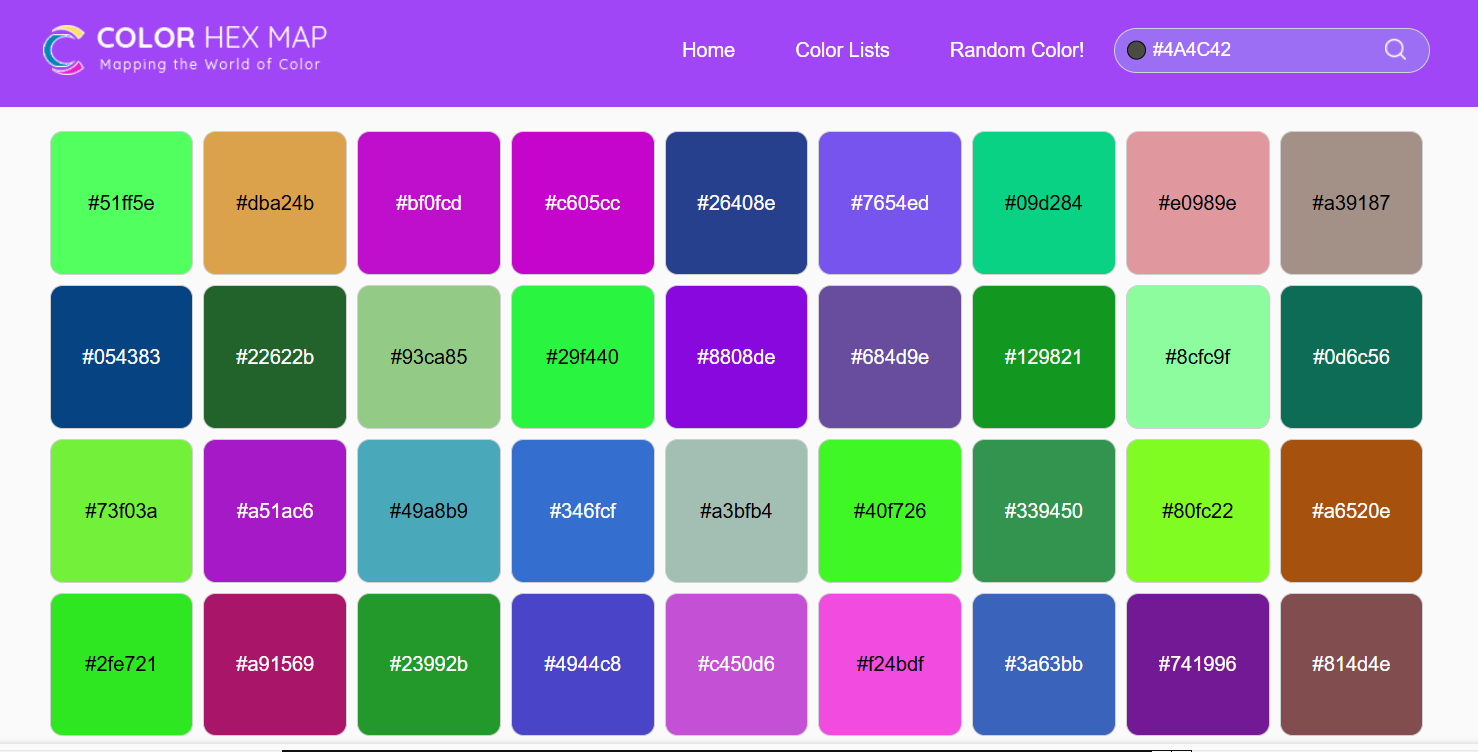 COLOR HEX MAP
Mapping the World of Color
Home Color Lists Random Color! #4A4C42
#51ff5e #dba24b #bf0fcd #c605cc #26408e #7654ed #09d284 #e0989e #a39187
#054383 #22622b #93ca85 #29f440 #8808de #684d9e #129821 #8cfc9f #0d6c56
#73f03a #a51ac6 #49a8b9 #346fcf #a3bfb4 #40f726 #339450 #80fc22 #a6520e
#2fe721 #a91569 #23992b #4944c8 #c450d6 #f24bdf #3a63bb #741996 #814d4e